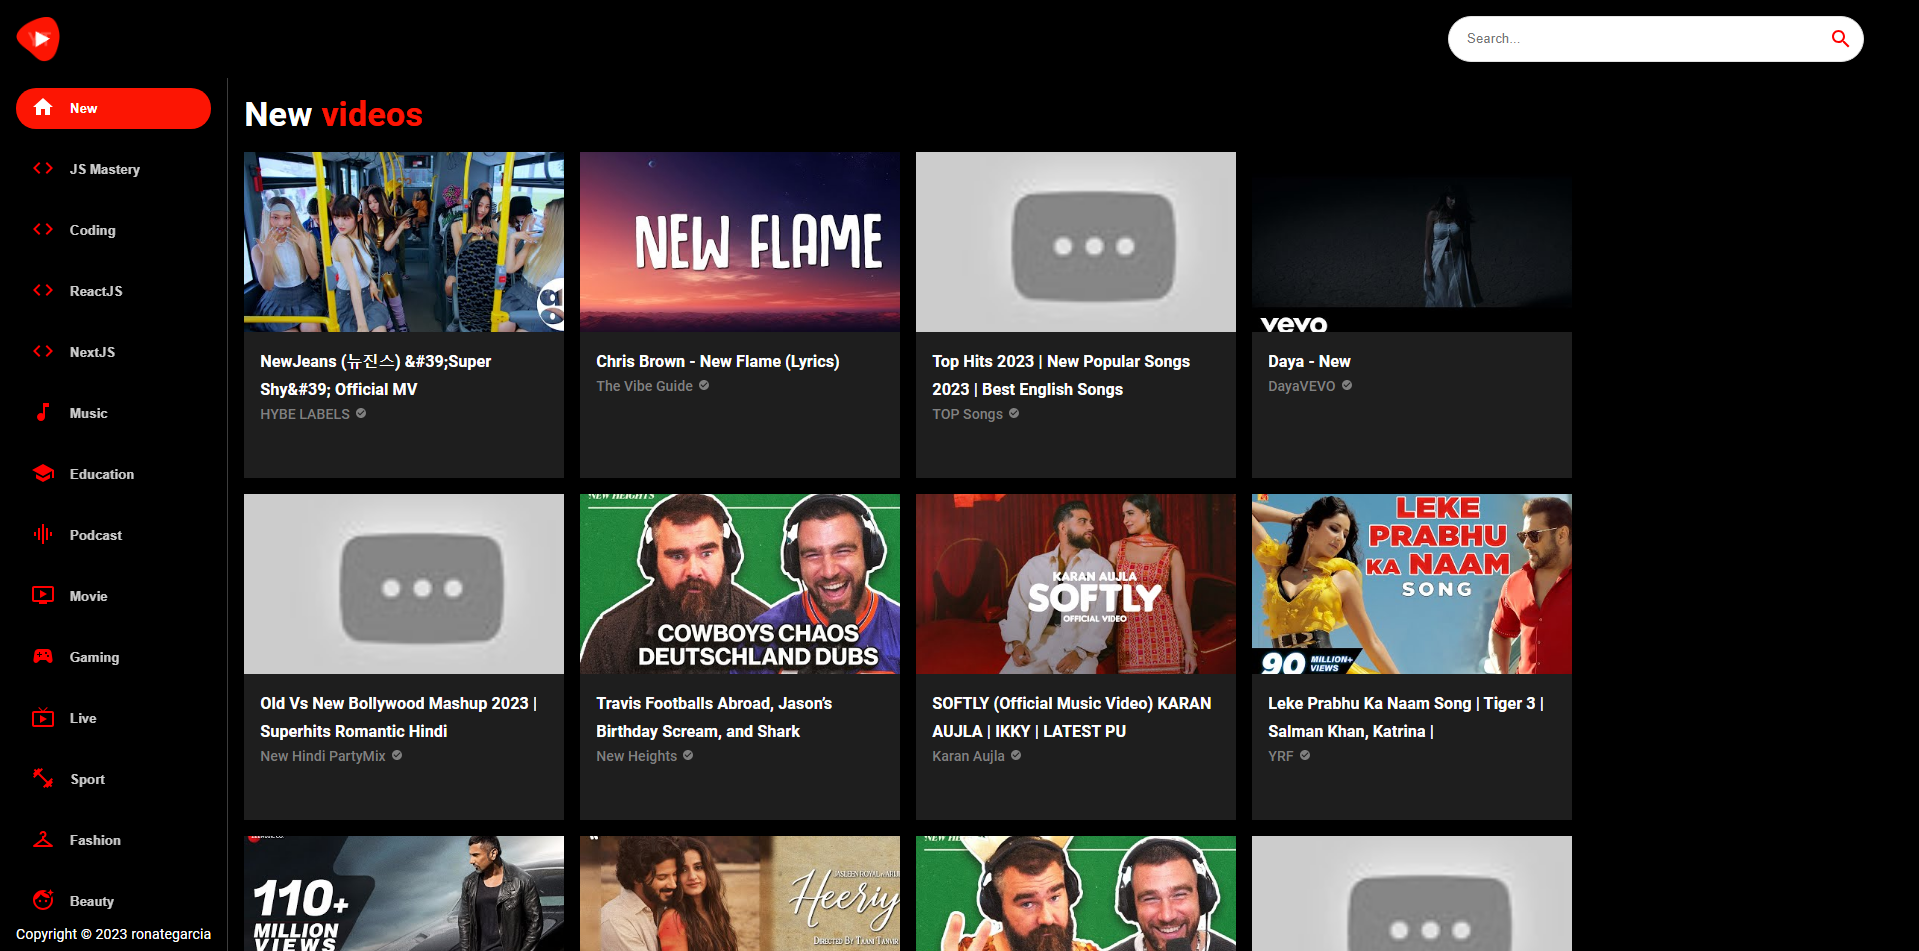 Search...
New
JS Mastery
Coding
ReactJS
NextJS
Music
Education
Podcast
Movie
Gaming
Live
Sport
Fashion
Beauty
Copyright © 2023 ronategarcia
New videos
NEW FLAME
vevo
NewJeans (뉴진스) &#39;Super
Shy&#39; Official MV
HYBE LABELS
Chris Brown - New Flame (Lyrics)
The Vibe Guide
Top Hits 2023 | New Popular Songs
2023 | Best English Songs
TOP Songs
Daya - New
DayaVEVO
NEW HEIGHTS
COWBOYS CHAOS
DEUTSCHLAND DUBS
KARAN AUJLA
SOFTLY
OFFICIAL VIDEO
LEKE
PRABHU
KA NAAM
SONG
90 MILLION+
VIEWS
Old Vs New Bollywood Mashup 2023 |
Superhits Romantic Hindi
New Hindi PartyMix
Travis Footballs Abroad, Jason’s
Birthday Scream, and Shark
New Heights
SOFTLY (Official Music Video) KARAN
AUJLA | IKKY | LATEST PU
Karan Aujla
Leke Prabhu Ka Naam Song | Tiger 3 |
Salman Khan, Katrina |
YRF
110+
MILLION
VIEWS
Heeriy